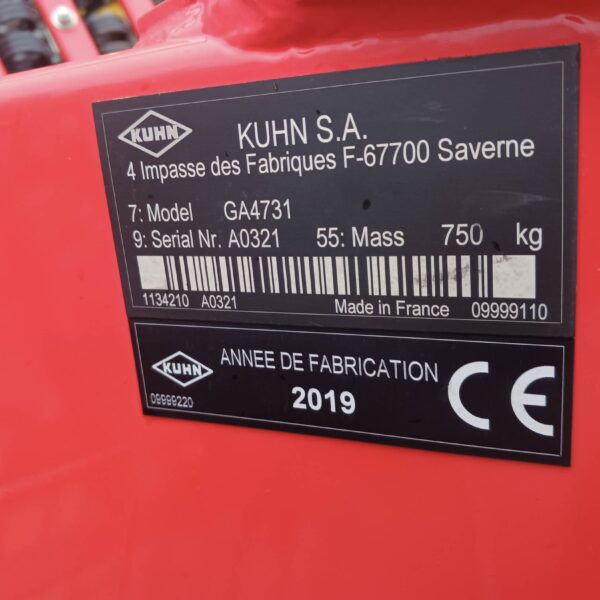 KUHN
KUHN S.A.
4 Impasse des Fabriques F-67700 Saverne
7: Model GA4731
9: Serial Nr. A0321 55: Mass 750 kg
1134210 A0321 Made in France 09999110
KUHN
ANNEE DE FABRICATION
2019
CE
09999220